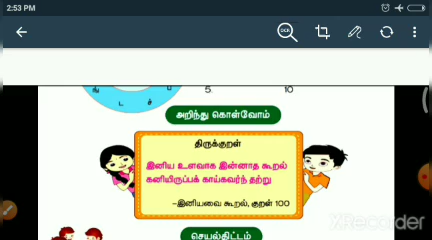 2:53 PM
OCR
ங் ப 5. 10
ட ச்
அறிந்து கொள்வோம்
திருக்குறள்
இனிய உளவாக இன்னாத கூறல்
கனியிருப்பக் காய்கவர்ந் தற்று
-இனியவை கூறல், குறள் 100
XRecorder
செயல்திட்டம்